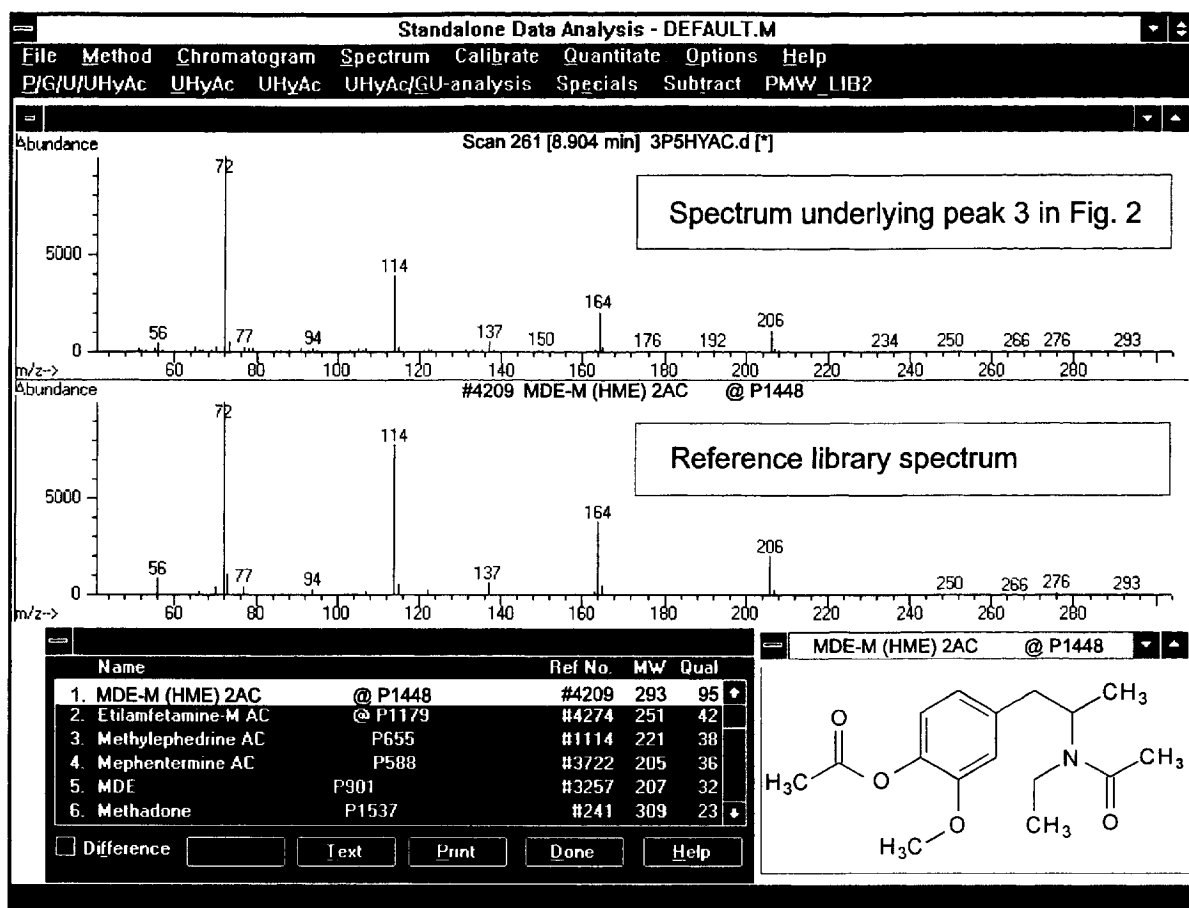 Standalone Data Analysis - DEFAULT.M
File Method Chromatogram Spectrum Calibrate Quantitate Options Help
P/G/U/UHyAc UHyAc UHyAc UHyAc/GU-analysis Specials Subtract PMW_LIB2
Abundance
Scan 261 [8.904 min] 3P5HYAC.d [*]
Spectrum underlying peak 3 in Fig. 2
5000
0
72
114
164
206
56
77
94
137
150
176
192
234
250
266
276
293
m/z-->
60 80 100 120 140 160 180 200 220 240 260 280
Abundance
#4209 MDE-M (HME) 2AC @ P1448
Reference library spectrum
5000
0
72
114
164
206
56
77
94
137
250
266
276
293
m/z-->
60 80 100 120 140 160 180 200 220 240 260 280
Name Ref No. MW Qual
1. MDE-M (HME) 2AC @ P1448 #4209 293 95
2. Etilamfetamine-M AC @ P1179 #4274 251 42
3. Methylephedrine AC P655 #1114 221 38
4. Mephentermine AC P588 #3722 205 36
5. MDE P901 #3257 207 32
6. Methadone P1537 #241 309 23
Difference Text Print Done Help
MDE-M (HME) 2AC @ P1448
CH3
O
H3C
O
N
CH3
O
H3C
CH3
O